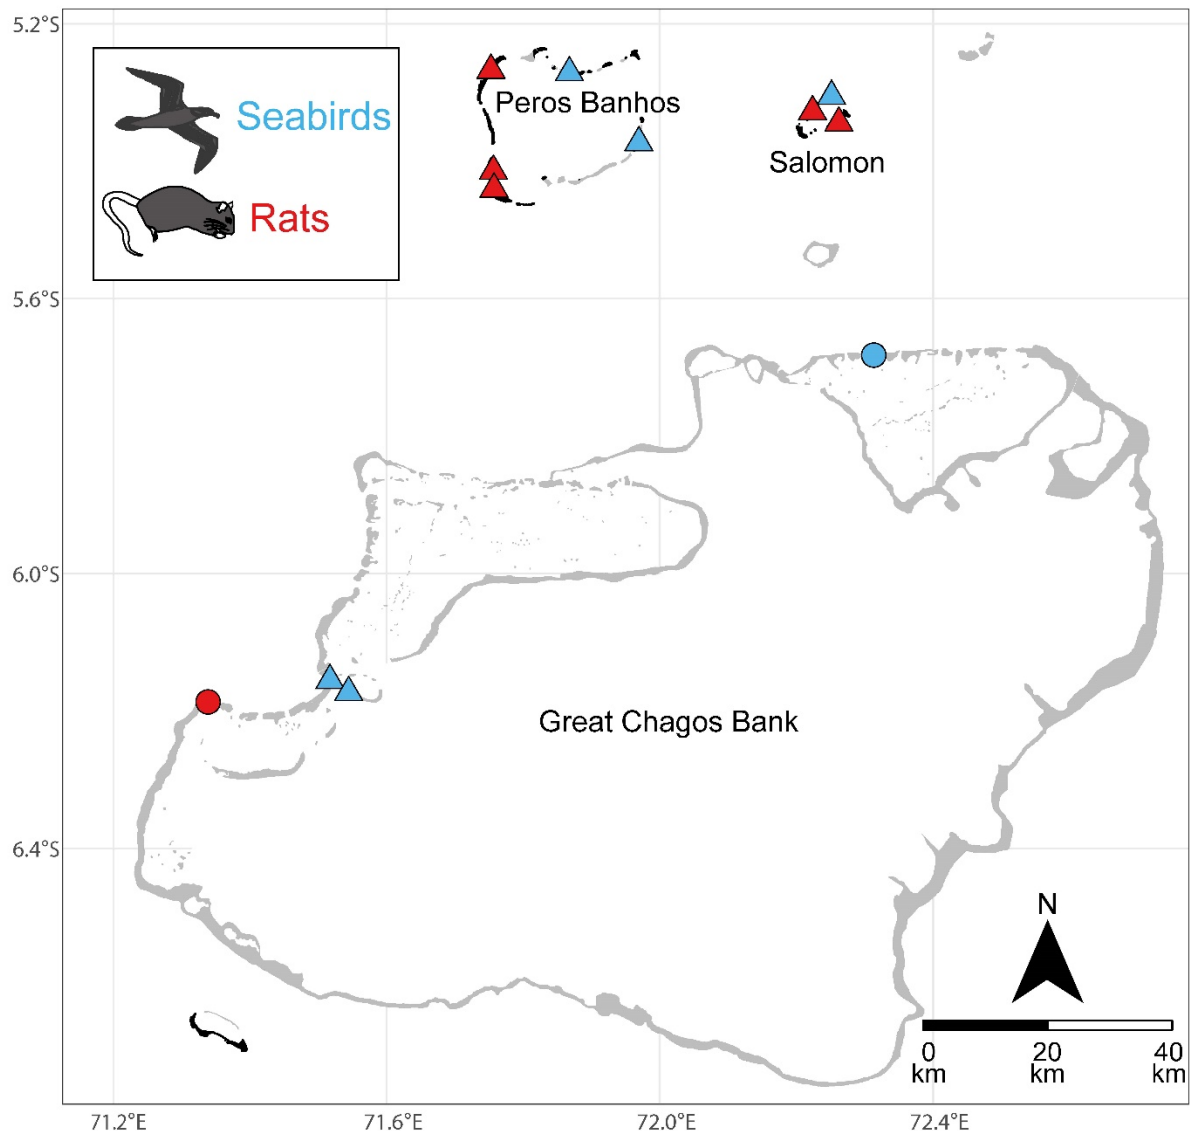 5.2°S
Seabirds
Rats
Peros Banhos
Salomon
5.6°S
6.0°S
Great Chagos Bank
6.4°S
N
0 20 40
km km km
71.2°E 71.6°E 72.0°E 72.4°E